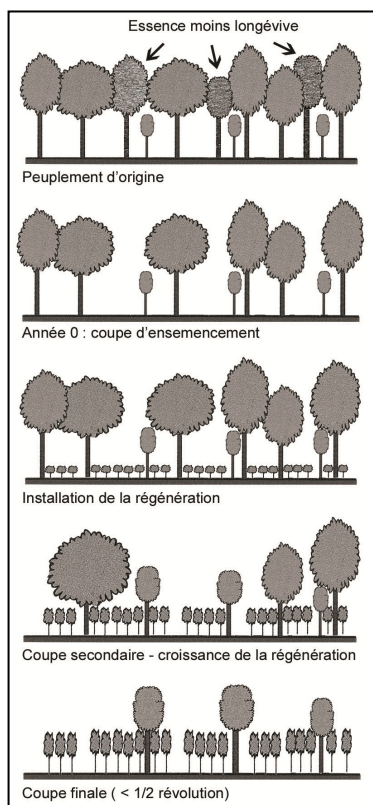 Essence moins longévive
Peuplement d'origine
Année 0 : coupe d'ensemencement
Installation de la régénération
Coupe secondaire - croissance de la régénération
Coupe finale ( < 1/2 révolution)